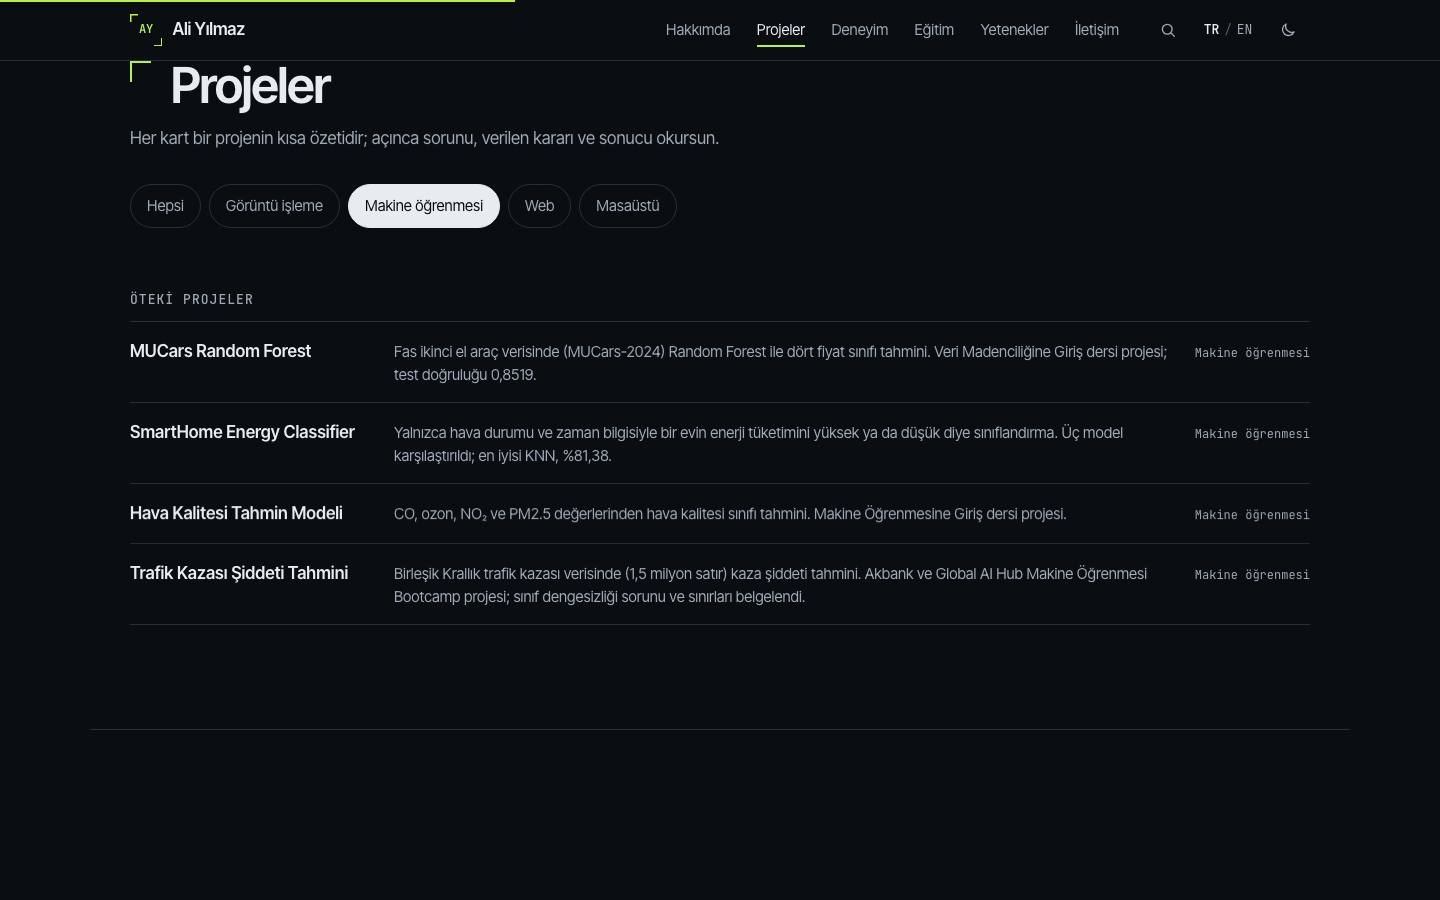 AY
Ali Yılmaz
Hakkımda
Projeler
Deneyim
Eğitim
Yetenekler
İletişim
TR / EN
Projeler
Her kart bir projenin kısa özetidir; açınca sorunu, verilen kararı ve sonucu okursun.
Hepsi
Görüntü işleme
Makine öğrenmesi
Web
Masaüstü
ÖTEKİ PROJELER
MUCars Random Forest
Fas ikinci el araç verisinde (MUCars-2024) Random Forest ile dört fiyat sınıfı tahmini. Veri Madenciliğine Giriş dersi projesi;
test doğruluğu 0,8519.
Makine öğrenmesi
SmartHome Energy Classifier
Yalnızca hava durumu ve zaman bilgisiyle bir evin enerji tüketimini yüksek ya da düşük diye sınıflandırma. Üç model
karşılaştırıldı; en iyisi KNN, %81,38.
Makine öğrenmesi
Hava Kalitesi Tahmin Modeli
CO, ozon, NO₂ ve PM2.5 değerlerinden hava kalitesi sınıfı tahmini. Makine Öğrenmesine Giriş dersi projesi.
Makine öğrenmesi
Trafik Kazası Şiddeti Tahmini
Birleşik Krallık trafik kazası verisinde (1,5 milyon satır) kaza şiddeti tahmini. Akbank ve Global AI Hub Makine Öğrenmesi
Bootcamp projesi; sınıf dengesizliği sorunu ve sınırları belgelendi.
Makine öğrenmesi